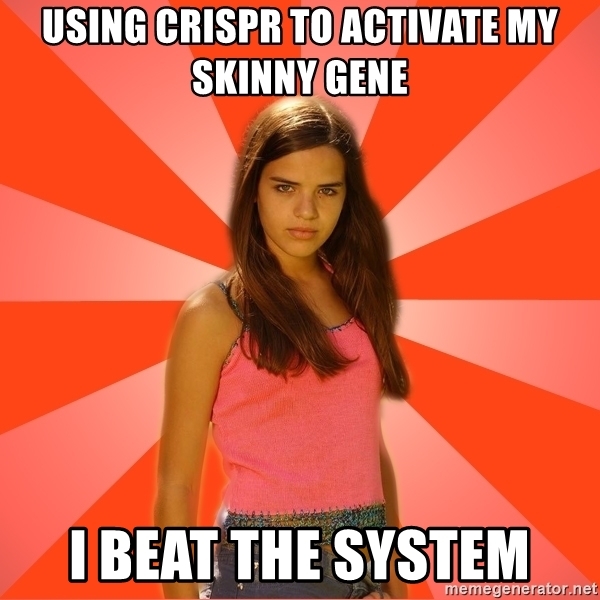 USING CRISPR TO ACTIVATE MY
SKINNY GENE
I BEAT THE SYSTEM
memegenerator.net